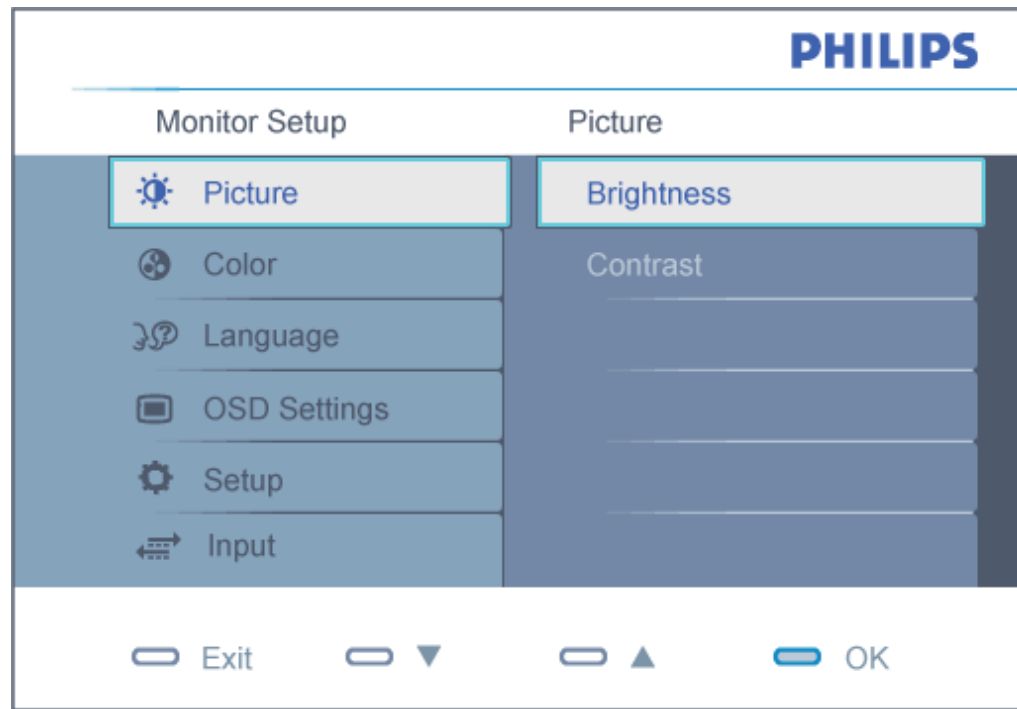 PHILIPS
Monitor Setup
Picture
Picture
Brightness
Color
Contrast
Language
OSD Settings
Setup
Input
Exit ▼ ▲ OK